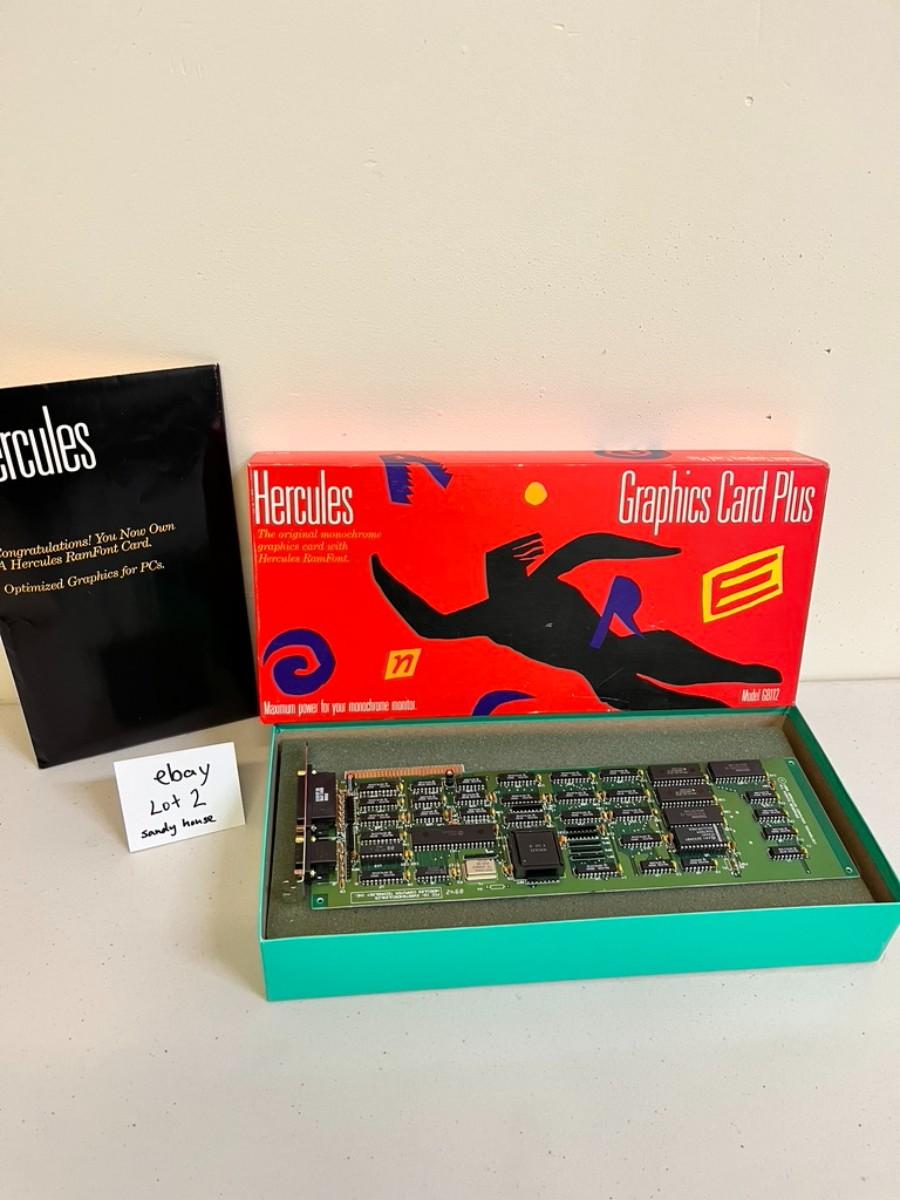 ercules
Congratulations! You Now Own
A Hercules RamFont Card.
Optimized Graphics for PCs.
Hercules
Graphics Card Plus
The original monochrome
graphics card with
Hercules RamFont.
R
E
n
Maximum power for your monochrome monitor.
Model GB112
ebay
Lot 2
sandy house